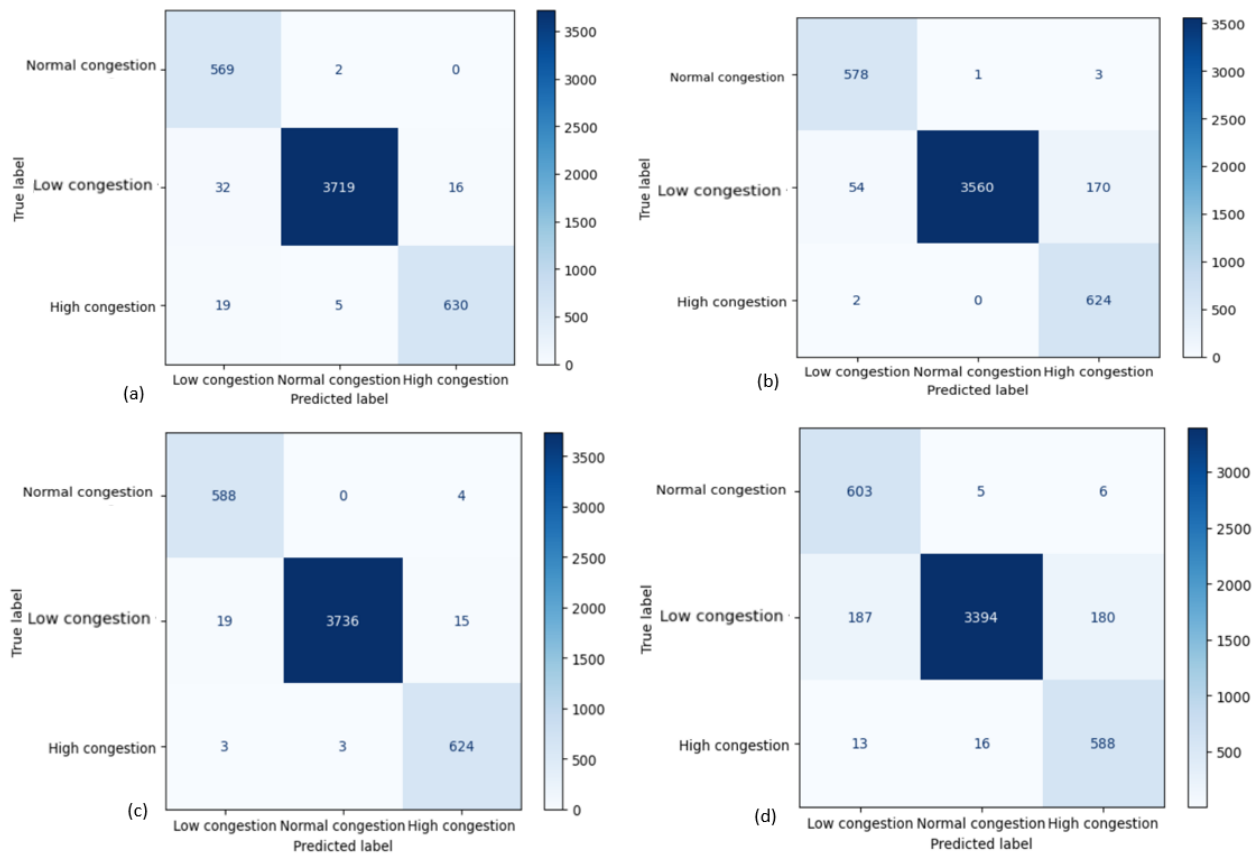 Normal congestion 569 2 0
True label
Low congestion 32 3719 16
High congestion 19 5 630
3500
3000
2500
2000
1500
1000
500
0
Low congestion Normal congestion High congestion
Predicted label
(a)
Normal congestion 578 1 3
True label
Low congestion 54 3560 170
High congestion 2 0 624
3500
3000
2500
2000
1500
1000
500
0
Low congestion Normal congestion High congestion
Predicted label
(b)
Normal congestion 588 0 4
True label
Low congestion 19 3736 15
High congestion 3 3 624
3500
3000
2500
2000
1500
1000
500
0
Low congestion Normal congestion High congestion
Predicted label
(c)
Normal congestion 603 5 6
True label
Low congestion 187 3394 180
High congestion 13 16 588
3000
2500
2000
1500
1000
500
Low congestion Normal congestion High congestion
Predicted label
(d)